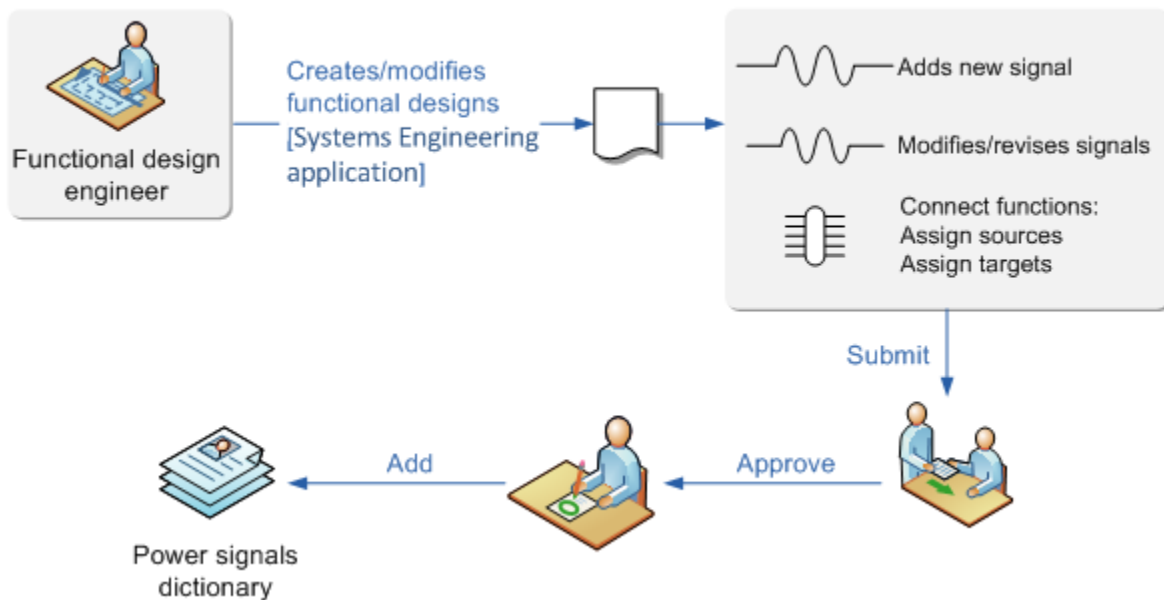 Functional design
engineer
Creates/modifies
functional designs
[Systems Engineering
application]
Adds new signal
Modifies/revises signals
Connect functions:
Assign sources
Assign targets
Submit
Approve
Add
Power signals
dictionary